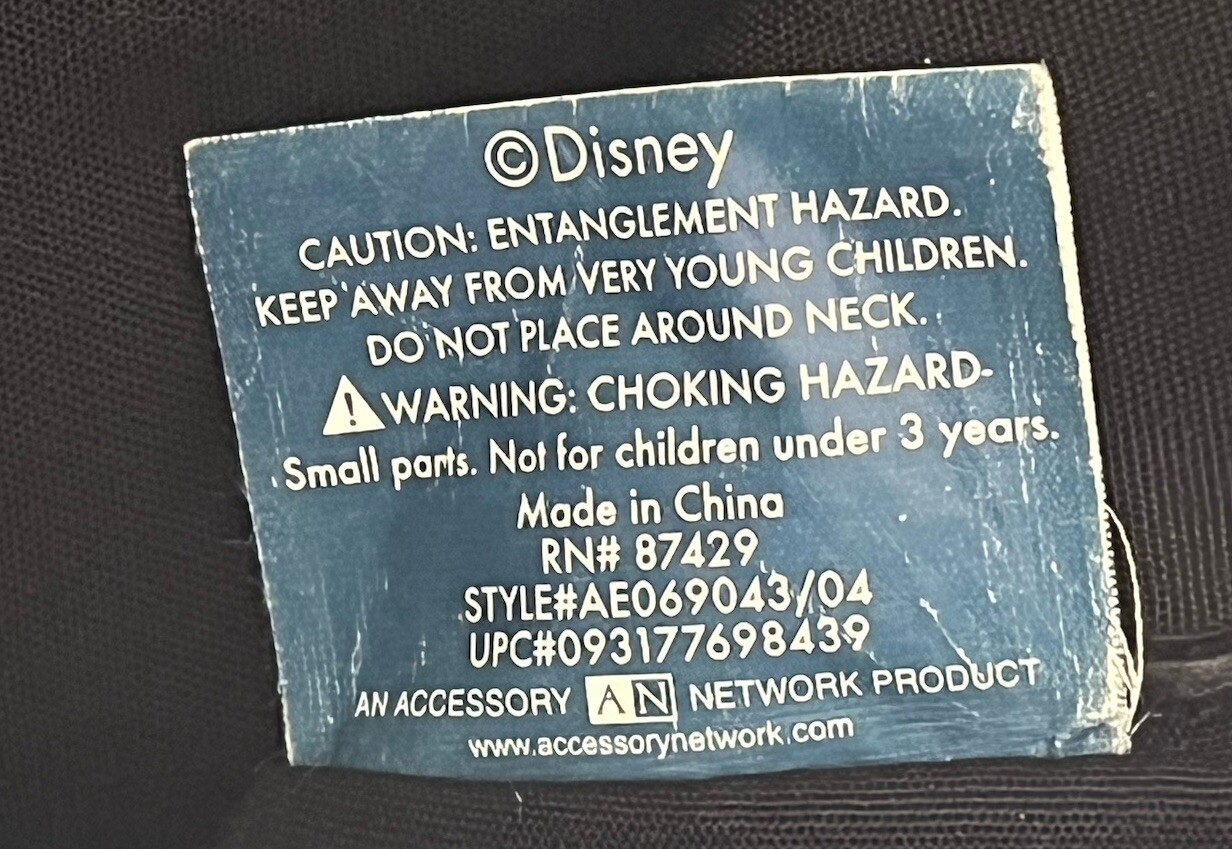 ©Disney
CAUTION: ENTANGLEMENT HAZARD.
KEEP AWAY FROM VERY YOUNG CHILDREN.
DO NOT PLACE AROUND NECK.
⚠WARNING: CHOKING HAZARD-
Small parts. Not for children under 3 years.
Made in China
RN# 87429
STYLE#AE069043/04
UPC#093177698439
AN ACCESSORY AN NETWORK PRODUCT
www.accessorynetwork.com